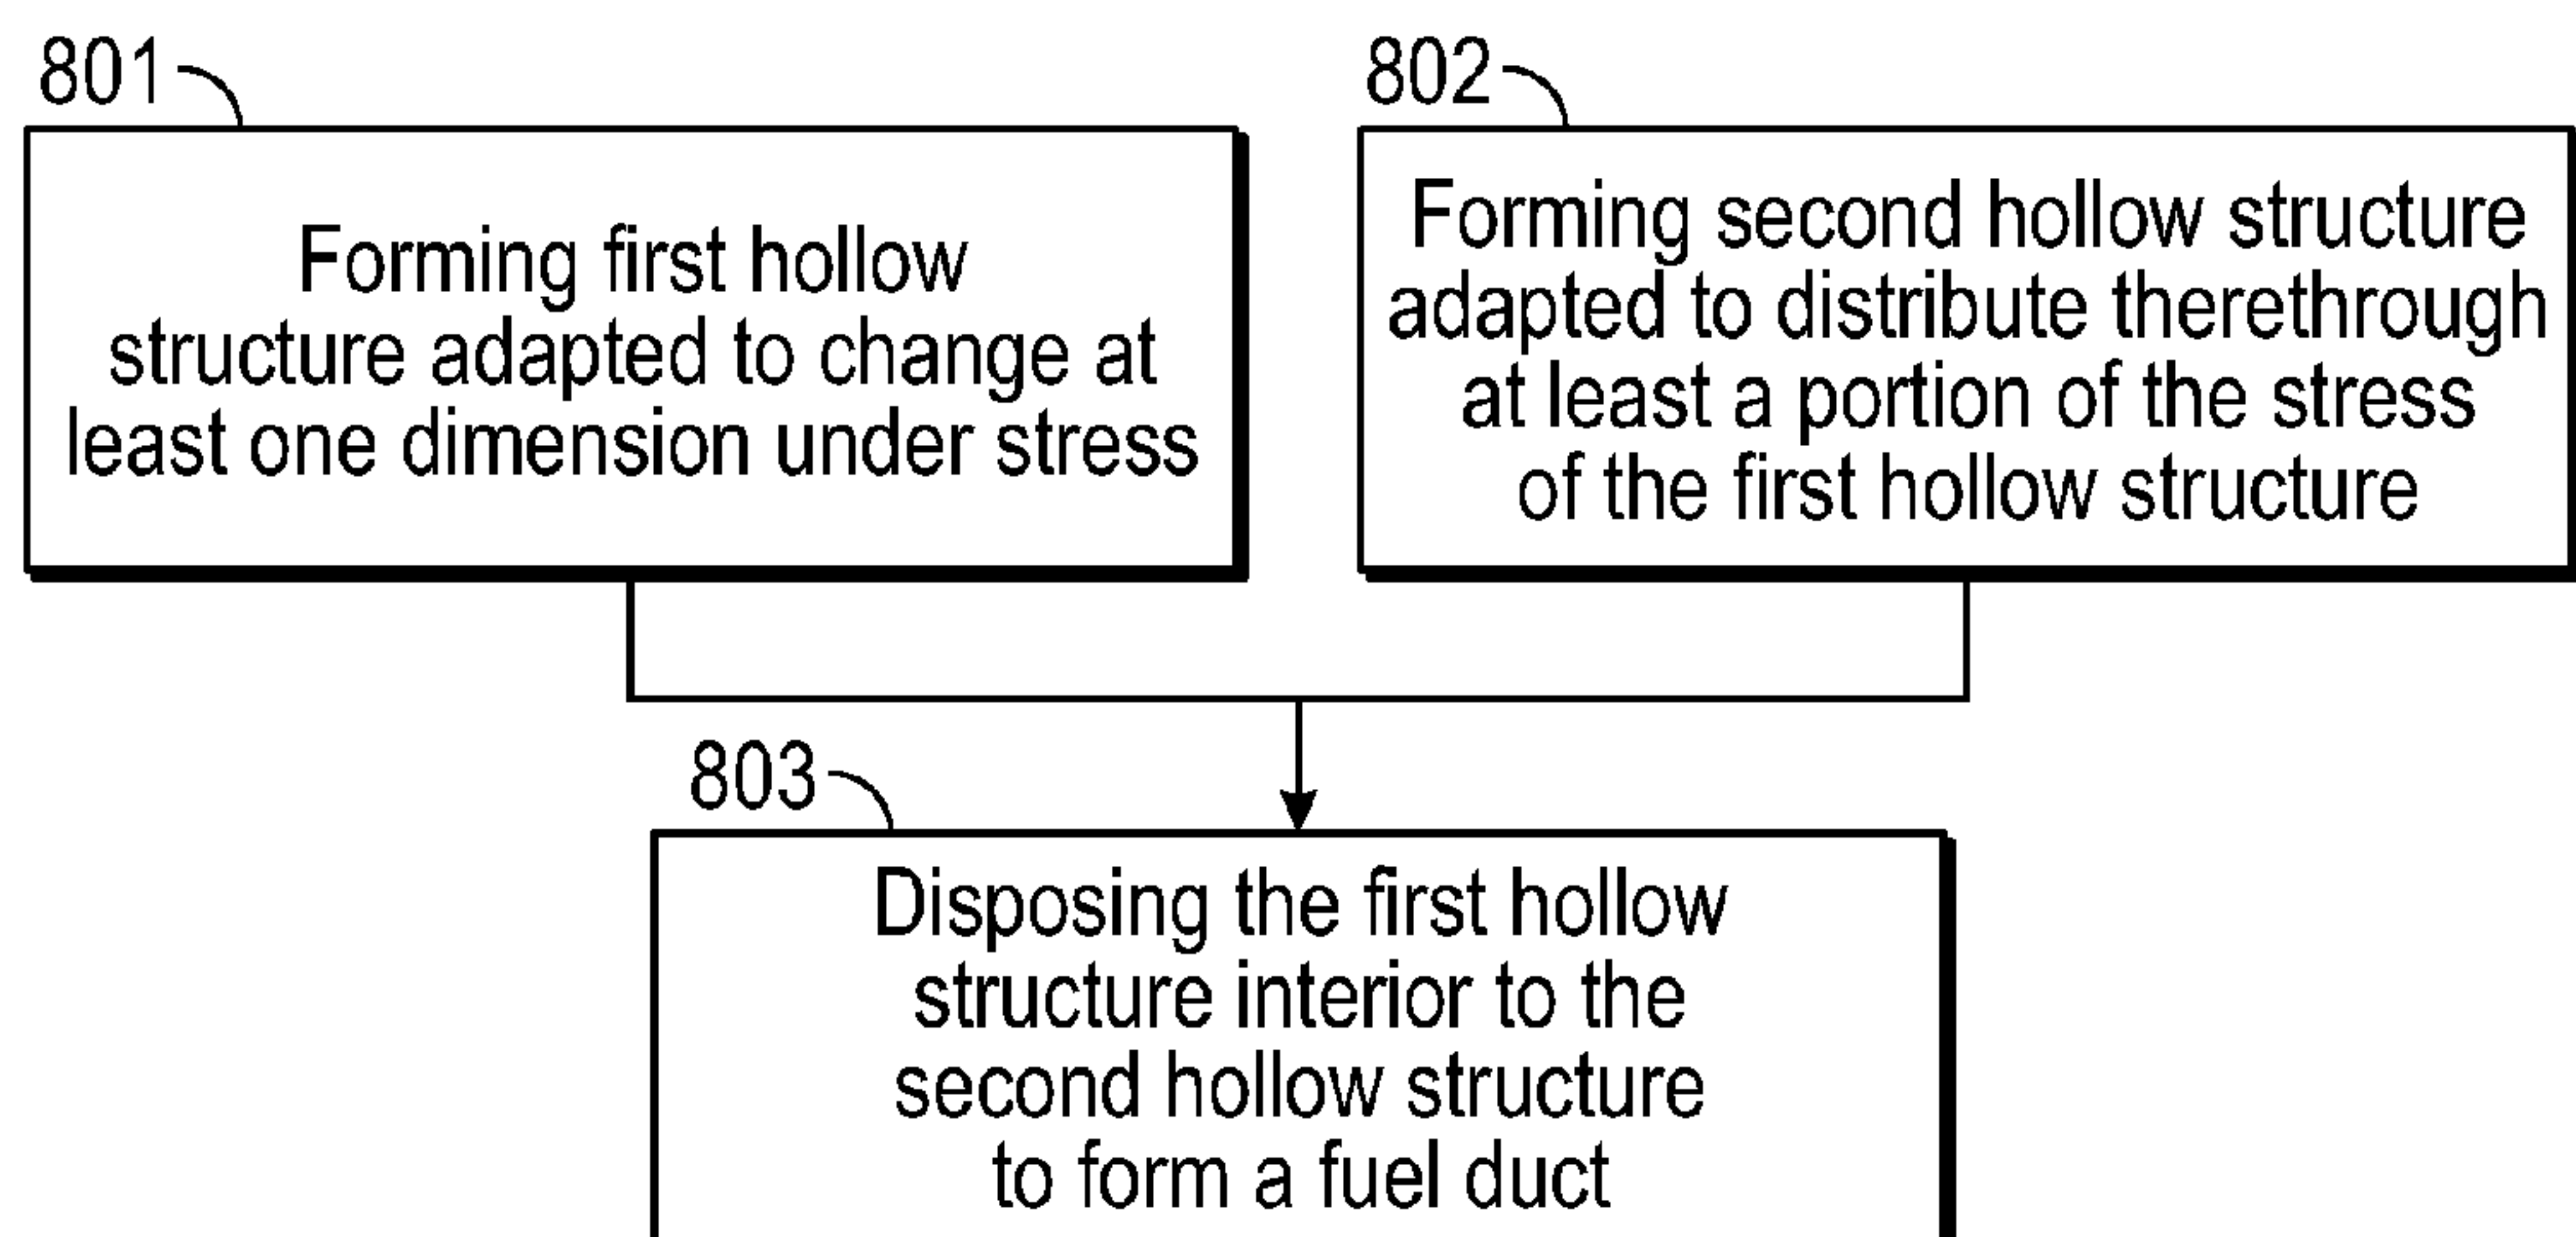 801
Forming first hollow
structure adapted to change at
least one dimension under stress
802
Forming second hollow structure
adapted to distribute therethrough
at least a portion of the stress
of the first hollow structure
803
Disposing the first hollow
structure interior to the
second hollow structure
to form a fuel duct